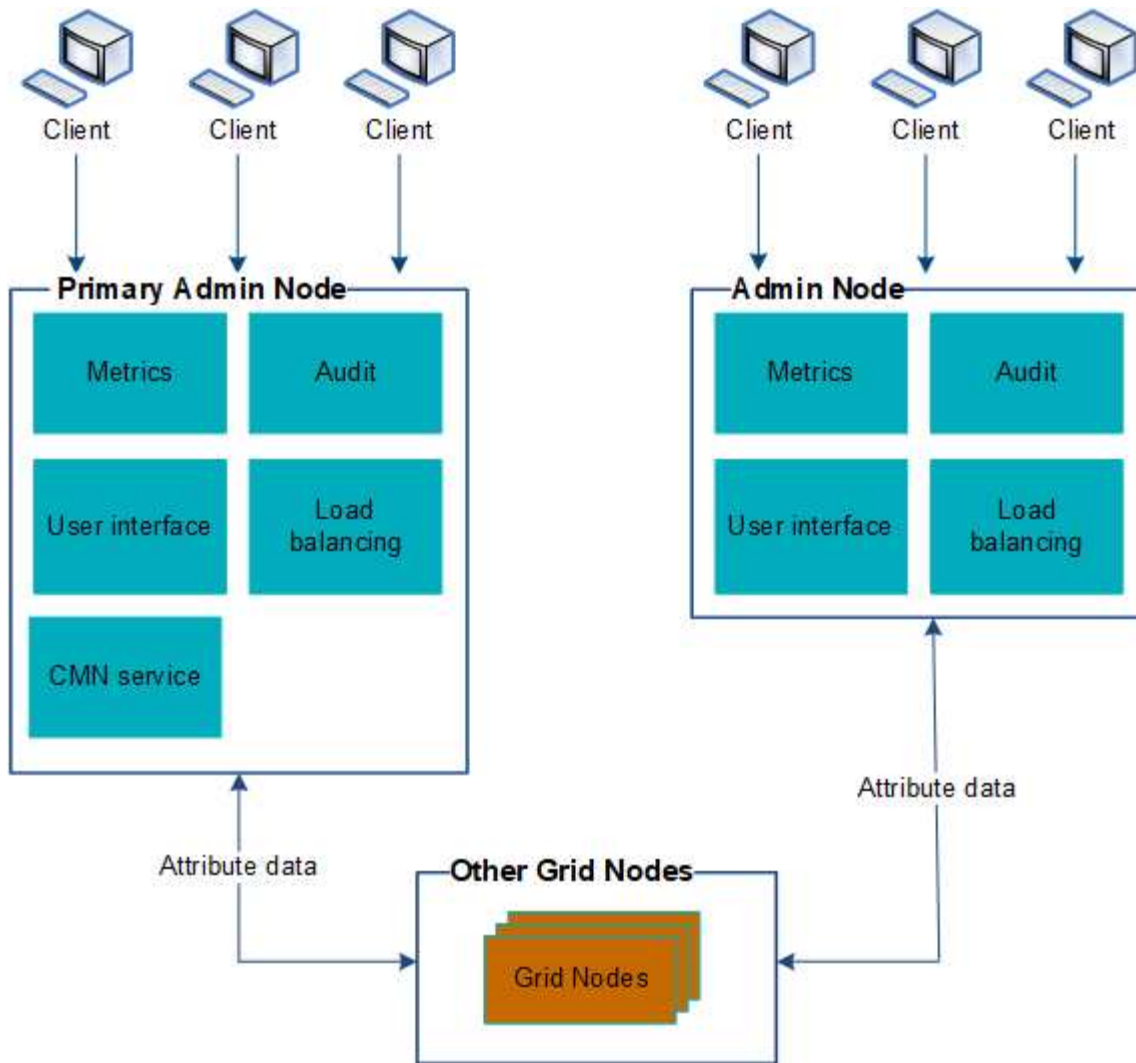 Client
Client
Client
Client
Client
Client
Primary Admin Node
Admin Node
Metrics
Audit
Metrics
Audit
User interface
Load
balancing
User interface
Load
balancing
CMN service
Attribute data
Attribute data
Other Grid Nodes
Grid Nodes